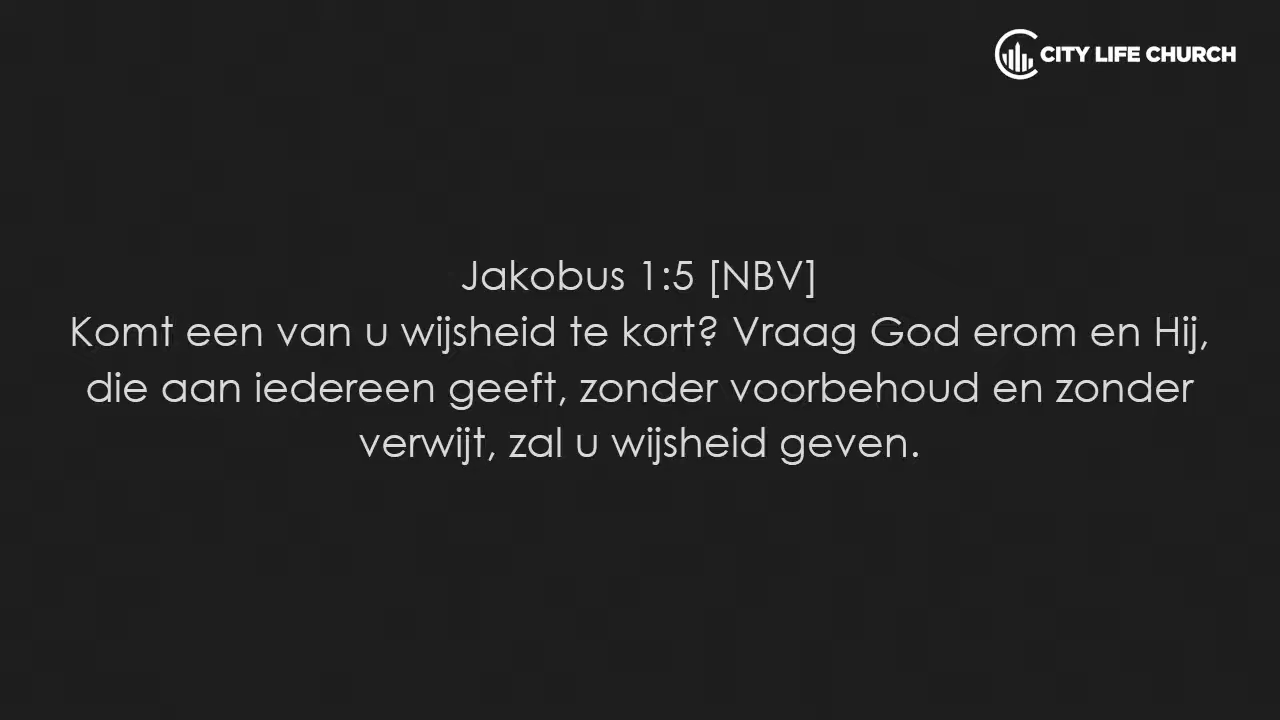 CITY LIFE CHURCH
Jakobus 1:5 [NBV]
Komt een van u wijsheid te kort? Vraag God erom en Hij,
die aan iedereen geeft, zonder voorbehoud en zonder
verwijt, zal u wijsheid geven.